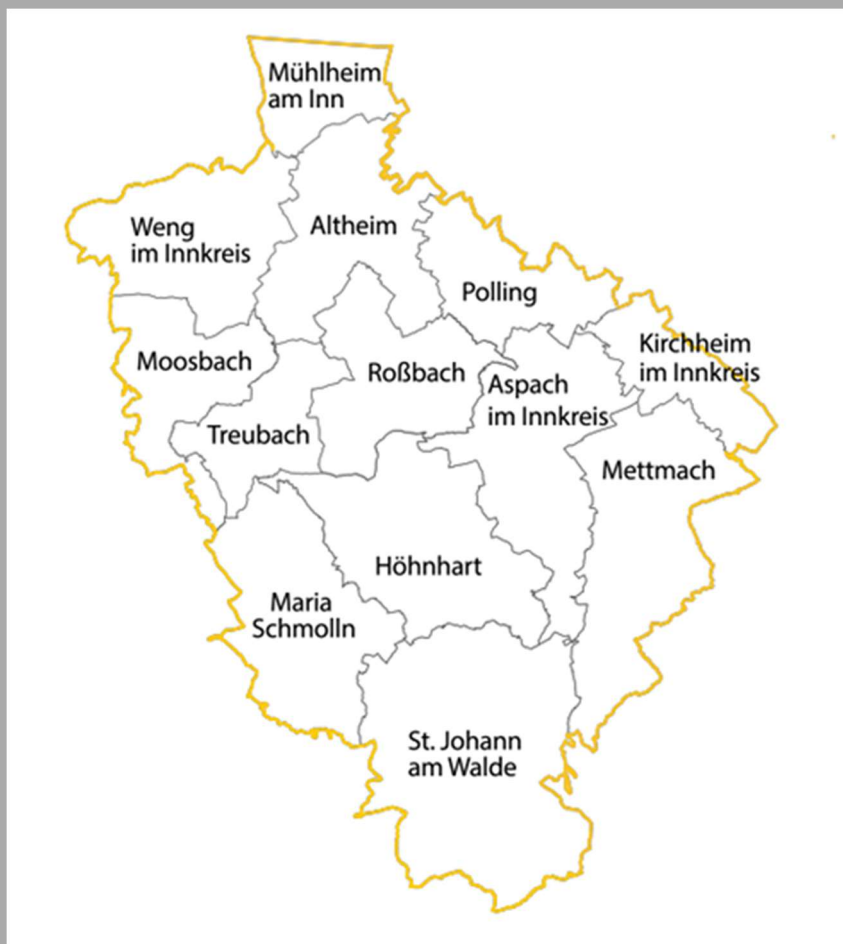 Mühlheim
am Inn
Weng
im Innkreis
Altheim
Polling
Kirchheim
im Innkreis
Moosbach
Roßbach
Aspach
im Innkreis
Treubach
Mettmach
Höhnhart
Maria
Schmolln
St. Johann
am Walde